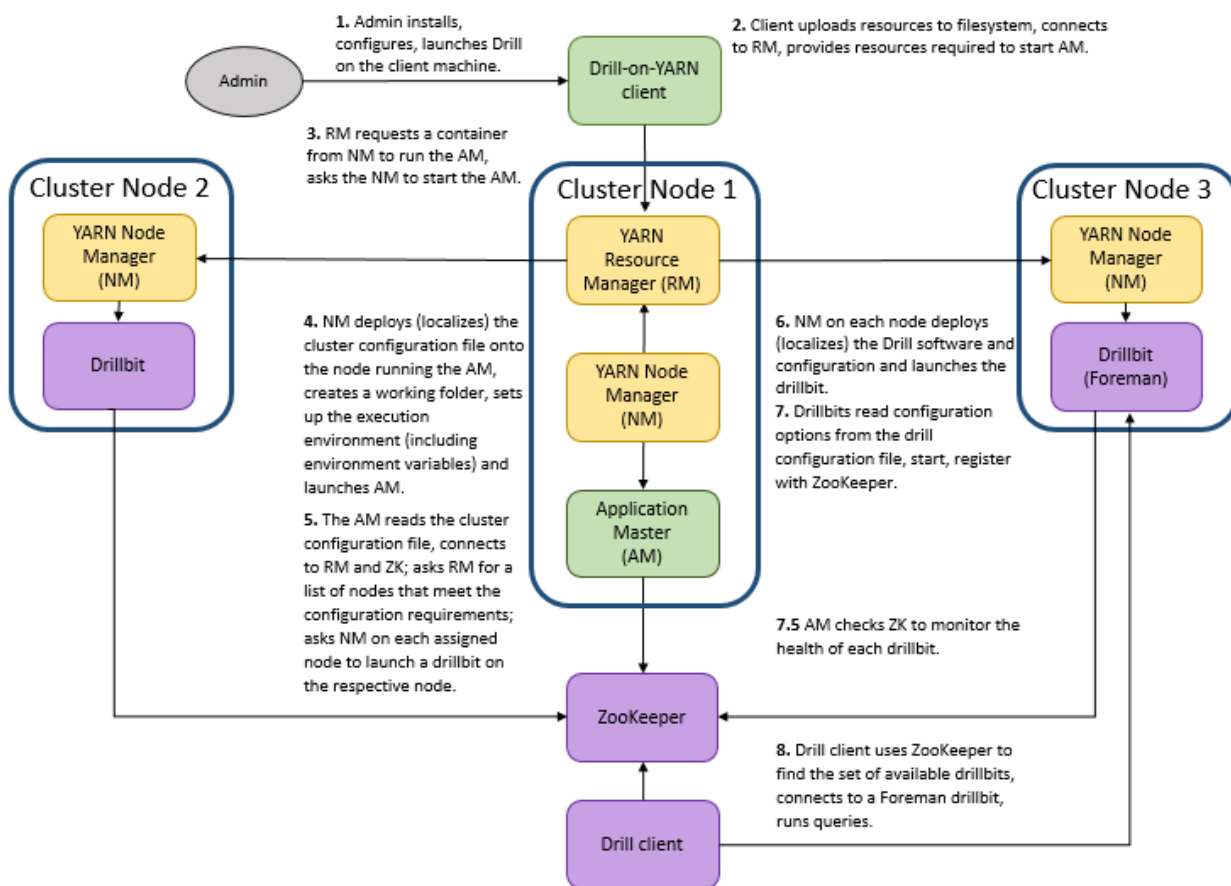 1. Admin installs,
configures, launches Drill
on the client machine.
2. Client uploads resources to filesystem, connects
to RM, provides resources required to start AM.
Admin
Drill-on-YARN
client
3. RM requests a container
from NM to run the AM,
asks the NM to start the AM.
Cluster Node 2
YARN Node
Manager
(NM)
Drillbit
Cluster Node 1
YARN
Resource
Manager (RM)
YARN Node
Manager
(NM)
Application
Master
(AM)
Cluster Node 3
YARN Node
Manager
(NM)
Drillbit
(Foreman)
4. NM deploys (localizes) the
cluster configuration file onto
the node running the AM,
creates a working folder, sets
up the execution
environment (including
environment variables) and
launches AM.
5. The AM reads the cluster
configuration file, connects
to RM and ZK; asks RM for a
list of nodes that meet the
configuration requirements;
asks NM on each assigned
node to launch a drillbit on
the respective node.
6. NM on each node deploys
(localizes) the Drill software and
configuration and launches the
drillbit.
7. Drillbits read configuration
options from the drill
configuration file, start, register
with ZooKeeper.
7.5 AM checks ZK to monitor the
health of each drillbit.
ZooKeeper
8. Drill client uses ZooKeeper to
find the set of available drillbits,
connects to a Foreman drillbit,
runs queries.
Drill client